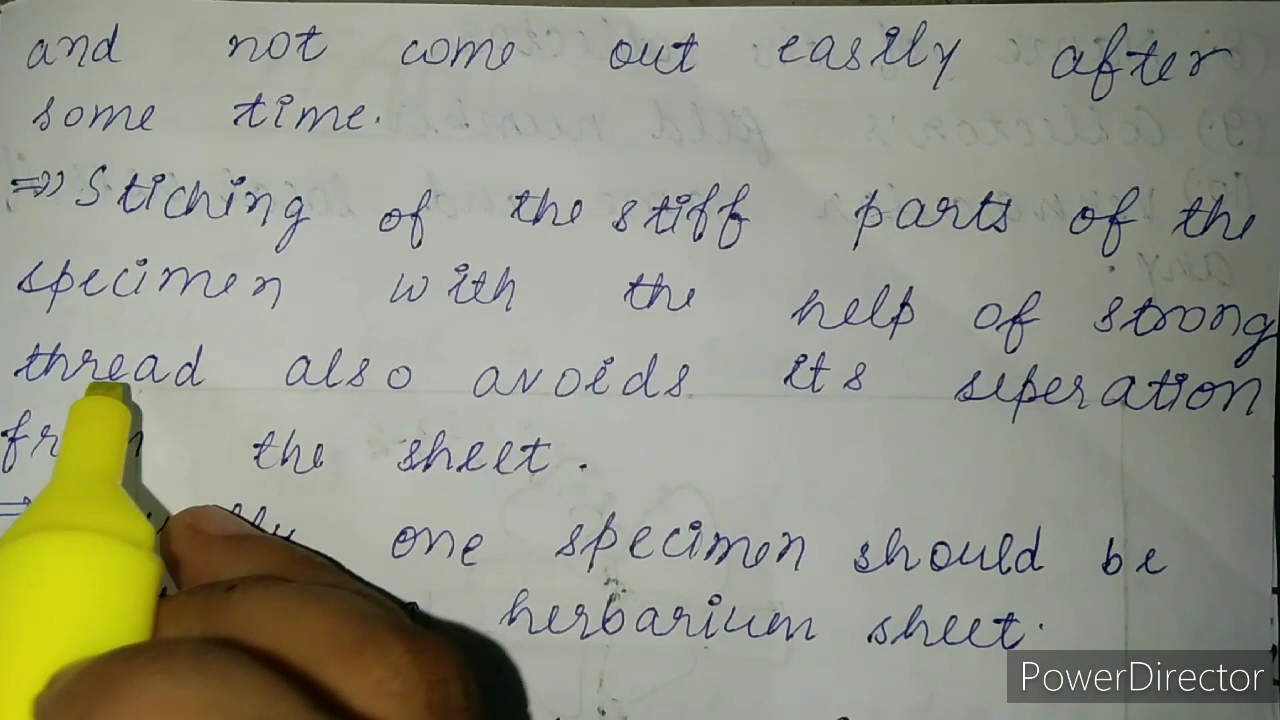 and not come out easily after
some time.
⇒ Stiching of the stiff parts of the
specimen with the help of strong
thread also avoids its seperation
the sheet.
⇒ one specimen should be
herbarium sheet.
PowerDirector